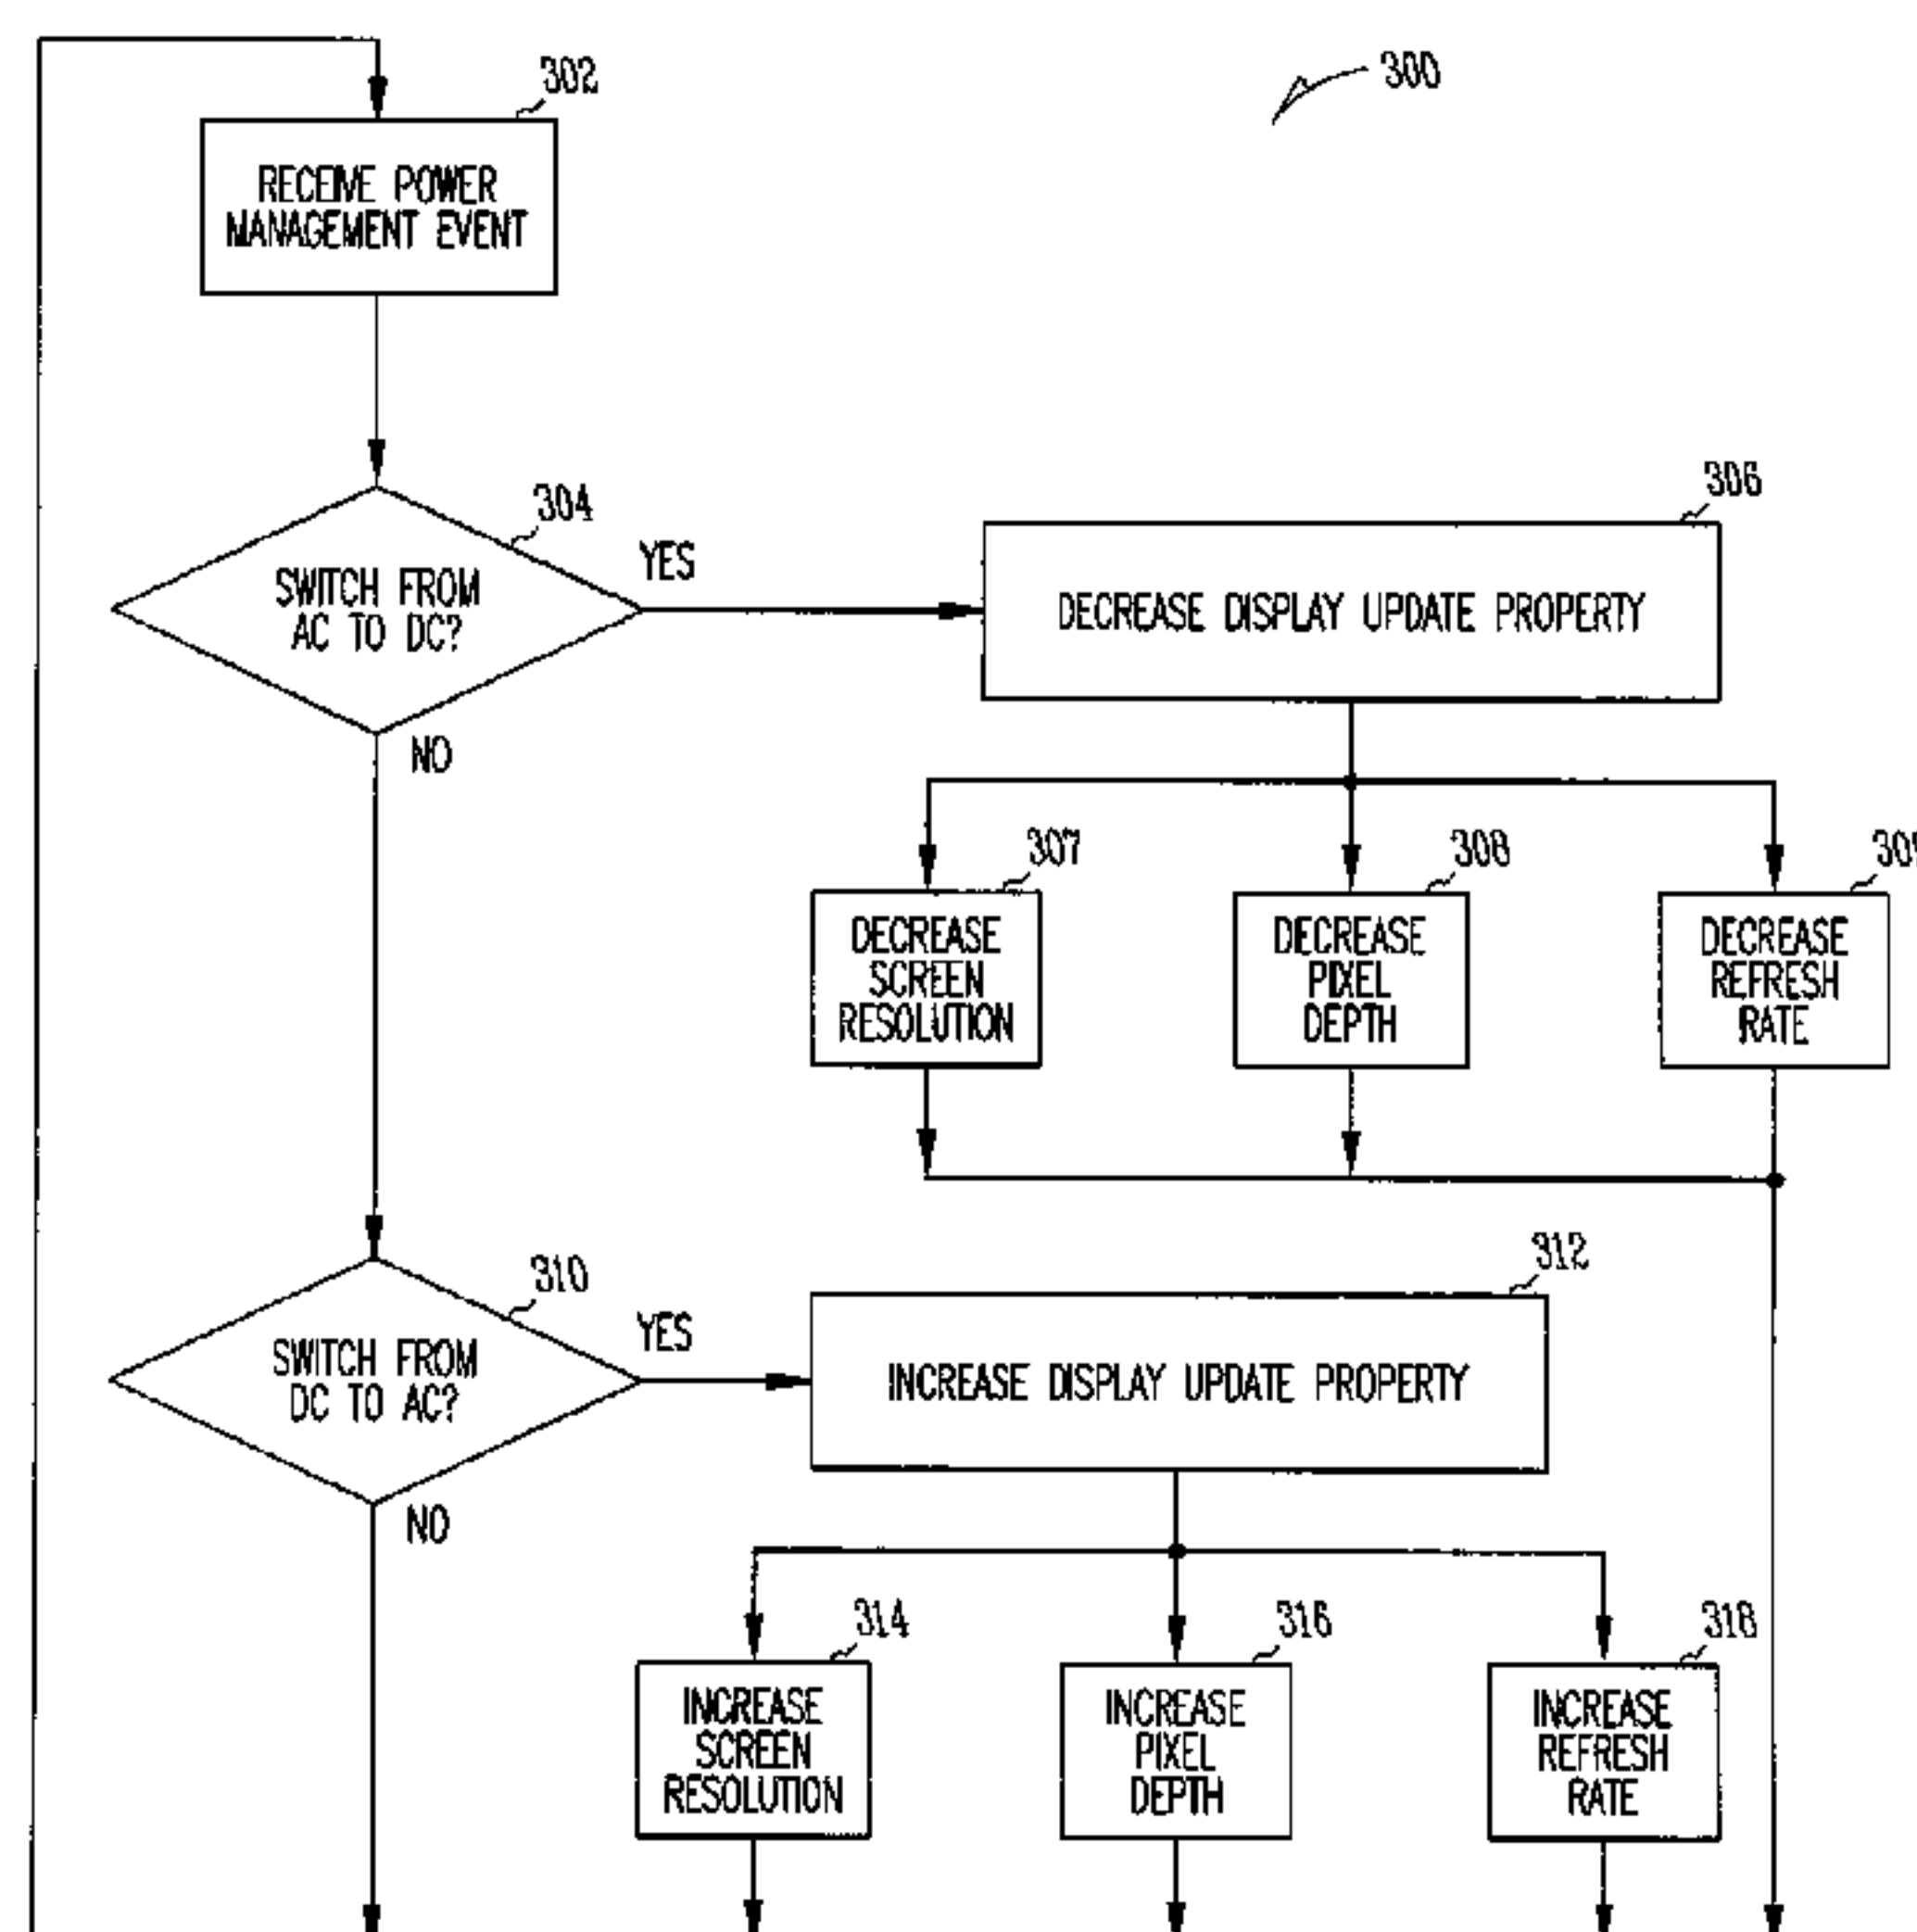 300
302
RECEIVE POWER
MANAGEMENT EVENT
304
SWITCH FROM
AC TO DC?
YES
NO
306
DECREASE DISPLAY UPDATE PROPERTY
307
DECREASE
SCREEN
RESOLUTION
308
DECREASE
PIXEL
DEPTH
DECREASE
REFRESH
RATE
310
SWITCH FROM
DC TO AC?
YES
NO
312
INCREASE DISPLAY UPDATE PROPERTY
314
INCREASE
SCREEN
RESOLUTION
316
INCREASE
PIXEL
DEPTH
318
INCREASE
REFRESH
RATE